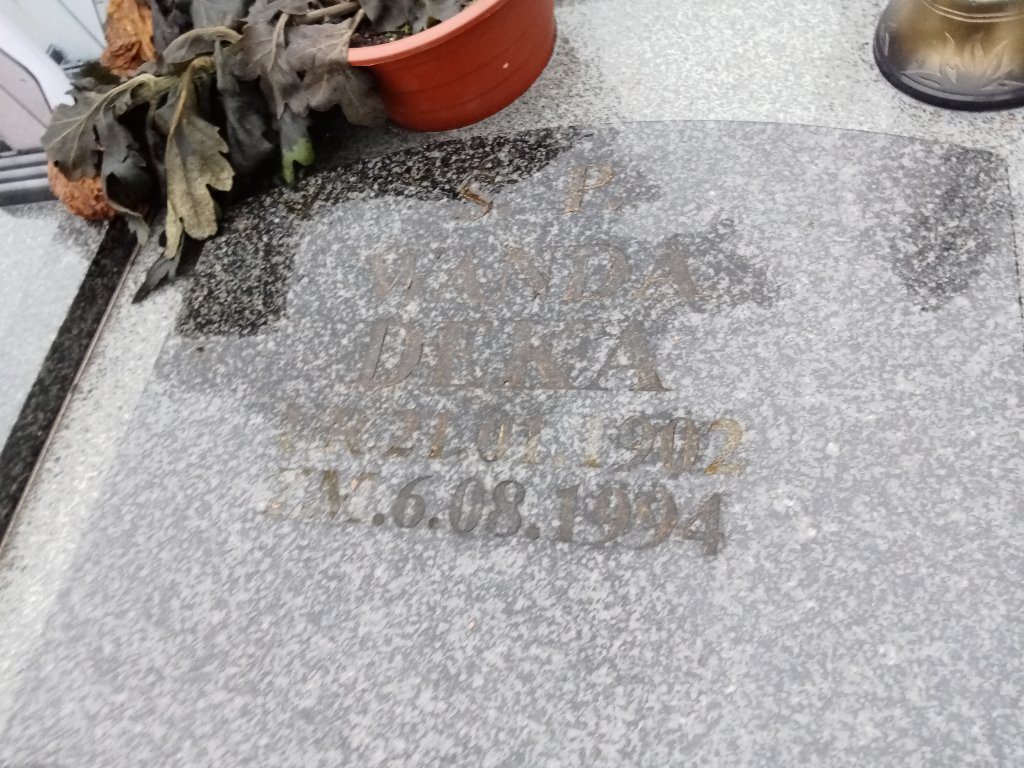 Ś. P.
WANDA
DEKA
UR.21.01.1902
ZM.6.08.1994